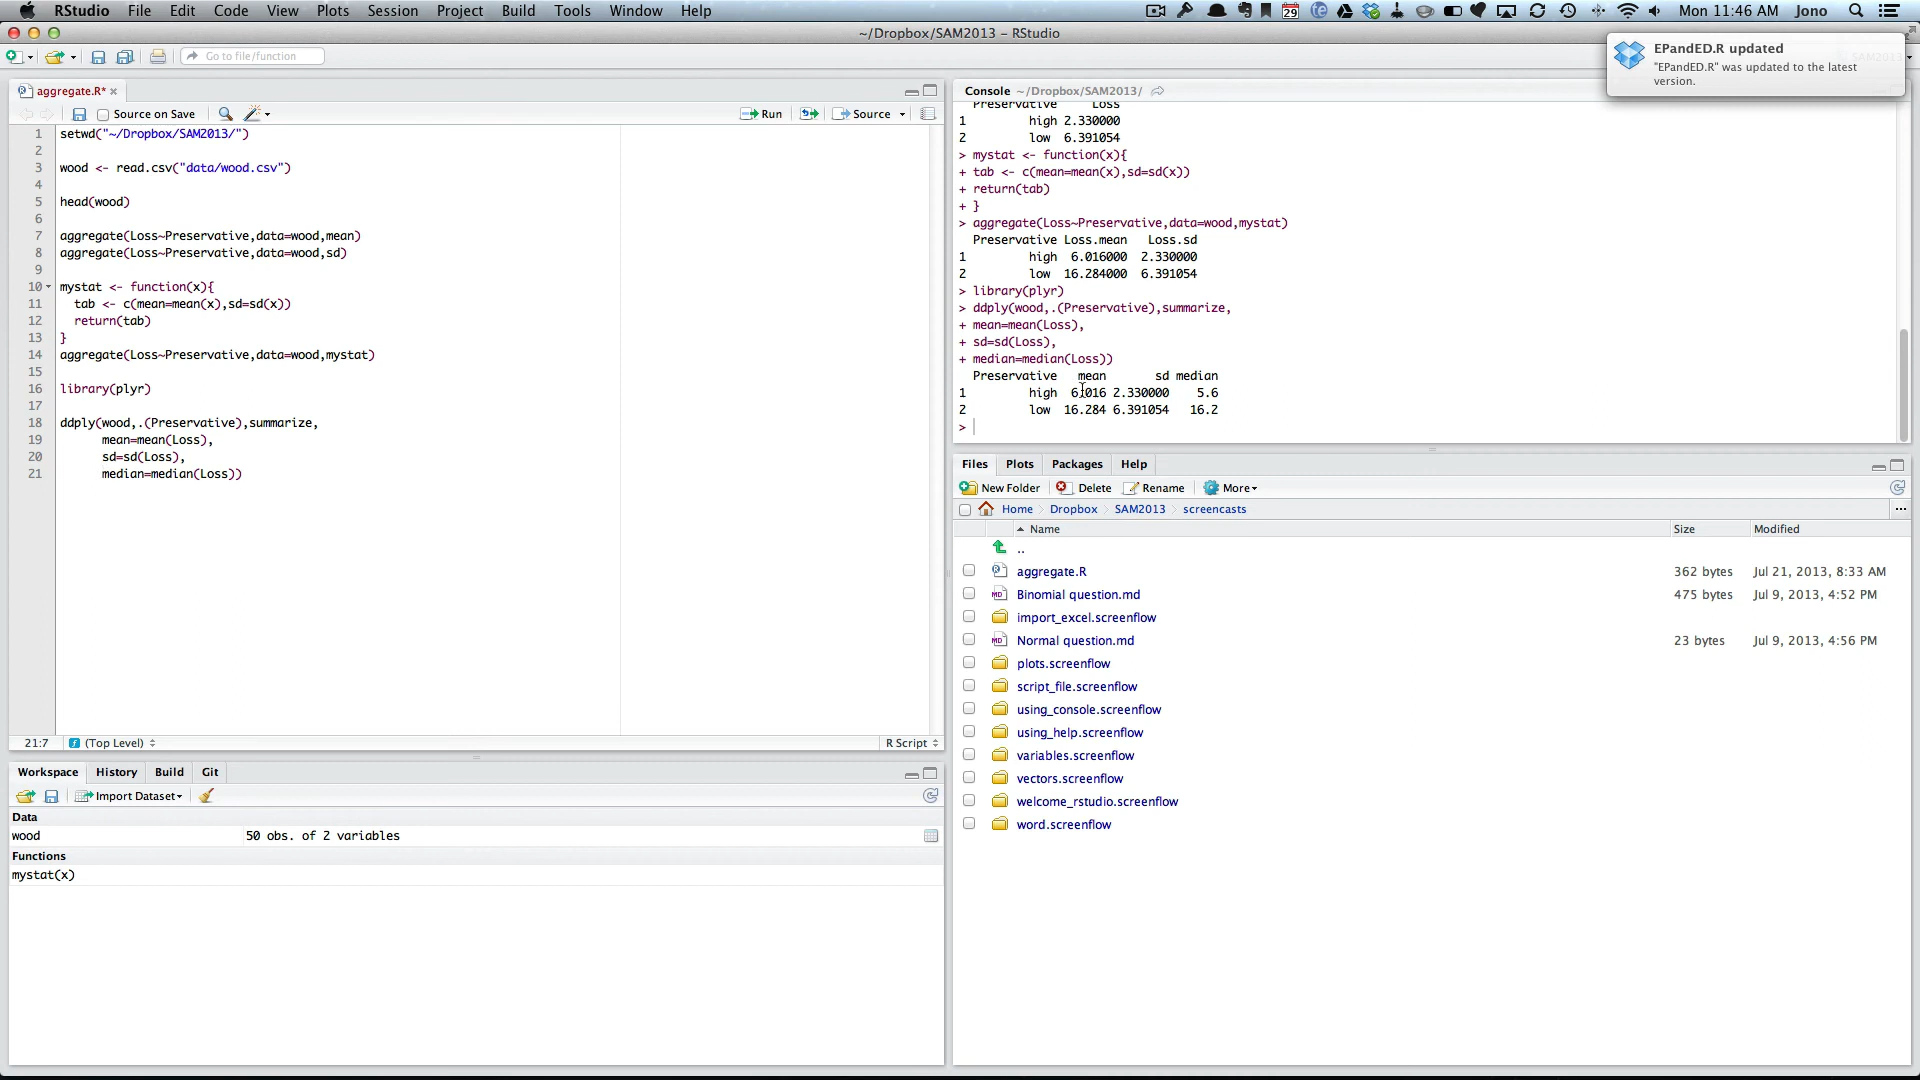 RStudio File Edit Code View Plots Session Project Build Tools Window Help
29
Mon 11:46 AM Jono
~/Dropbox/SAM2013 - RStudio
Go to file/function
EPandED.R updated
"EPandED.R" was updated to the latest
version.
aggregate.R*
Source on Save
Run
Source
1 setwd("~/Dropbox/SAM2013/")
2
3 wood <- read.csv("data/wood.csv")
4
5 head(wood)
6
7 aggregate(Loss~Preservative,data=wood,mean)
8 aggregate(Loss~Preservative,data=wood,sd)
9
10 mystat <- function(x){
11 tab <- c(mean=mean(x),sd=sd(x))
12 return(tab)
13 }
14 aggregate(Loss~Preservative,data=wood,mystat)
15
16 library(plyr)
17
18 ddply(wood,.(Preservative),summarize,
19 mean=mean(Loss),
20 sd=sd(Loss),
21 median=median(Loss))
21:7 (Top Level) R Script
Workspace History Build Git
Import Dataset
Data
wood 50 obs. of 2 variables
Functions
mystat(x)
Console ~/Dropbox/SAM2013/
Preservative Loss
1 high 2.330000
2 low 6.391054
> mystat <- function(x){
+ tab <- c(mean=mean(x),sd=sd(x))
+ return(tab)
+ }
> aggregate(Loss~Preservative,data=wood,mystat)
Preservative Loss.mean Loss.sd
1 high 6.016000 2.330000
2 low 16.284000 6.391054
> library(plyr)
> ddply(wood,.(Preservative),summarize,
+ mean=mean(Loss),
+ sd=sd(Loss),
+ median=median(Loss))
Preservative mean sd median
1 high 6.016 2.330000 5.6
2 low 16.284 6.391054 16.2
>
Files Plots Packages Help
New Folder Delete Rename More
Home Dropbox SAM2013 screencasts ...
Name Size Modified
..
aggregate.R 362 bytes Jul 21, 2013, 8:33 AM
Binomial question.md 475 bytes Jul 9, 2013, 4:52 PM
import_excel.screenflow
Normal question.md 23 bytes Jul 9, 2013, 4:56 PM
plots.screenflow
script_file.screenflow
using_console.screenflow
using_help.screenflow
variables.screenflow
vectors.screenflow
welcome_rstudio.screenflow
word.screenflow